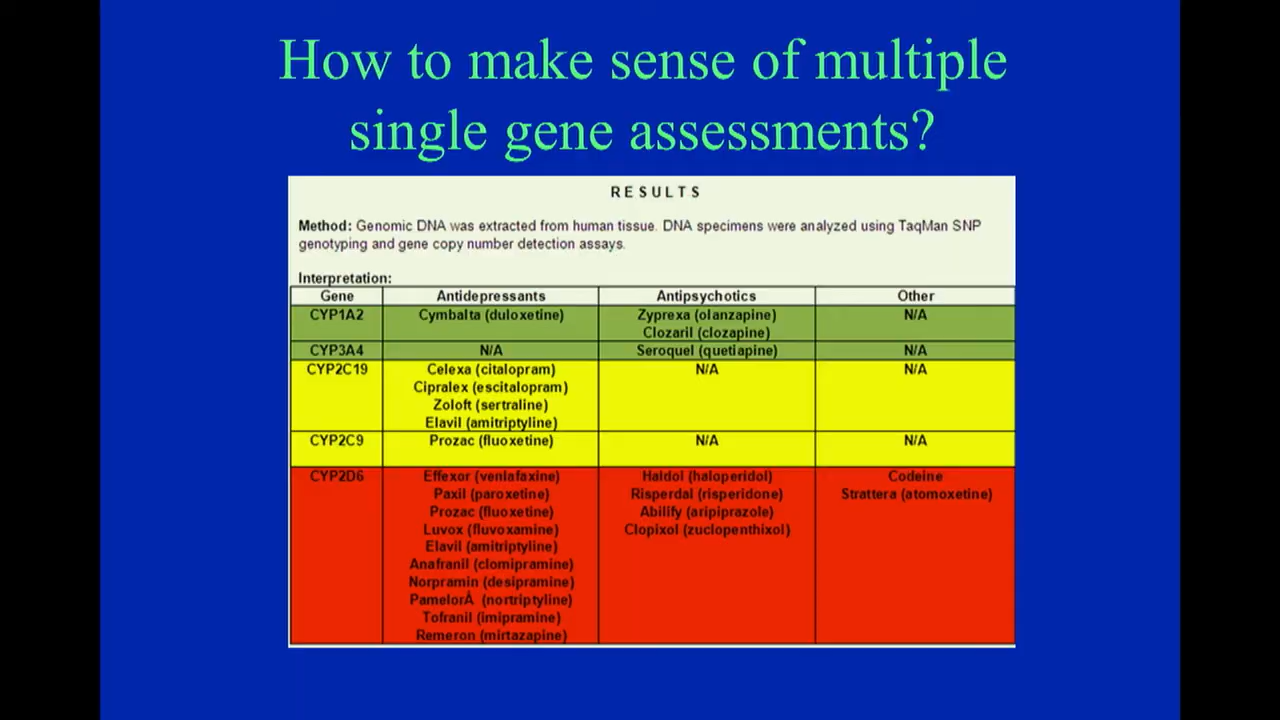 How to make sense of multiple
single gene assessments?
RESULTS
Method: Genomic DNA was extracted from human tissue. DNA specimens were analyzed using TaqMan SNP
genotyping and gene copy number detection assays.
Interpretation:
Gene Antidepressants Antipsychotics Other
CYP1A2 Cymbalta (duloxetine) Zyprexa (olanzapine) N/A
Clozaril (clozapine)
CYP3A4 N/A Seroquel (quetiapine) N/A
CYP2C19 Celexa (citalopram) N/A N/A
Cipralex (escitalopram)
Zoloft (sertraline)
Elavil (amitriptyline)
CYP2C9 Prozac (fluoxetine) N/A N/A
CYP2D6 Effexor (venlafaxine) Haldol (haloperidol) Codeine
Paxil (paroxetine) Risperdal (risperidone) Strattera (atomoxetine)
Prozac (fluoxetine) Abilify (aripiprazole)
Luvox (fluvoxamine) Clopixol (zuclopenthixol)
Elavil (amitriptyline)
Anafranil (clomipramine)
Norpramin (desipramine)
PamelorÂ (nortriptyline)
Tofranil (imipramine)
Remeron (mirtazapine)